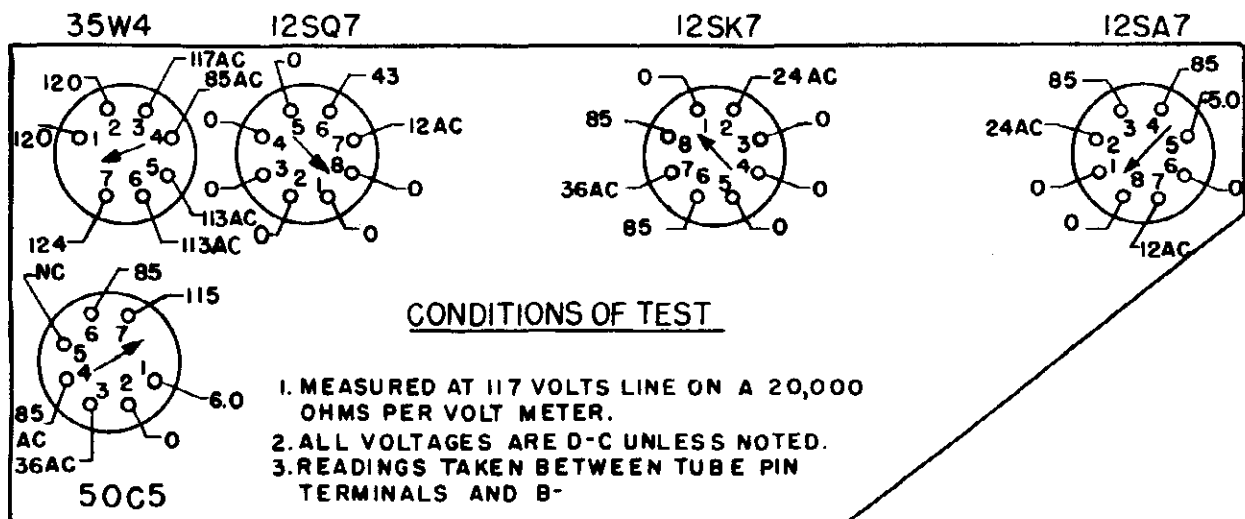 35W4 12SQ7 12SK7 12SA7
117AC
120 85AC
2 3
120 1 4
7 6 5
113AC
124 113AC
0 43
5 6
0 4 7 12AC
0 3 8 0
2 1
0 0
0 24AC
1 2
85 8 3 0
36AC 7 4 0
6 5
85 0
85 85
3 4 -5.0
24AC 2 5
0 1 6 0
8 7
0 12AC
NC 85
115
6 7
5
4 1
3 2 6.0
85
AC
36AC 0
50C5
CONDITIONS OF TEST
1. MEASURED AT 117 VOLTS LINE ON A 20,000
OHMS PER VOLT METER.
2. ALL VOLTAGES ARE D-C UNLESS NOTED.
3. READINGS TAKEN BETWEEN TUBE PIN
TERMINALS AND B-